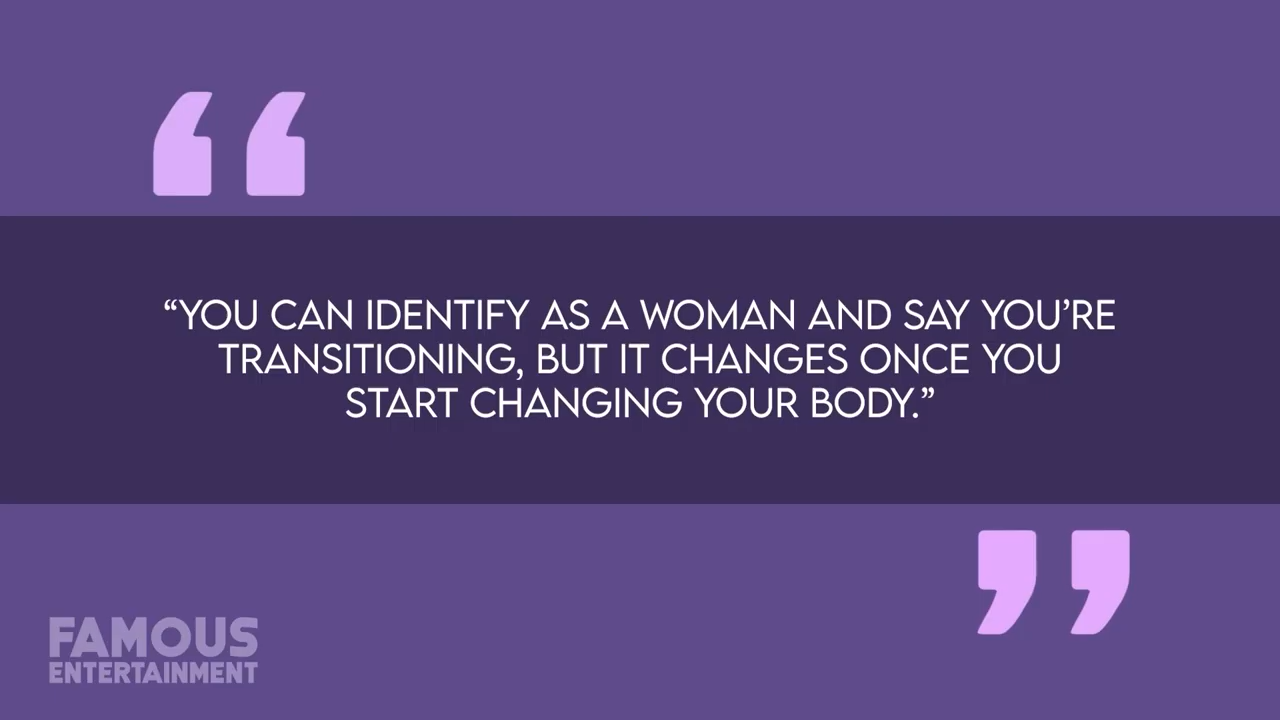 “YOU CAN IDENTIFY AS A WOMAN AND SAY YOU’RE
TRANSITIONING, BUT IT CHANGES ONCE YOU
START CHANGING YOUR BODY.”
FAMOUS
ENTERTAINMENT